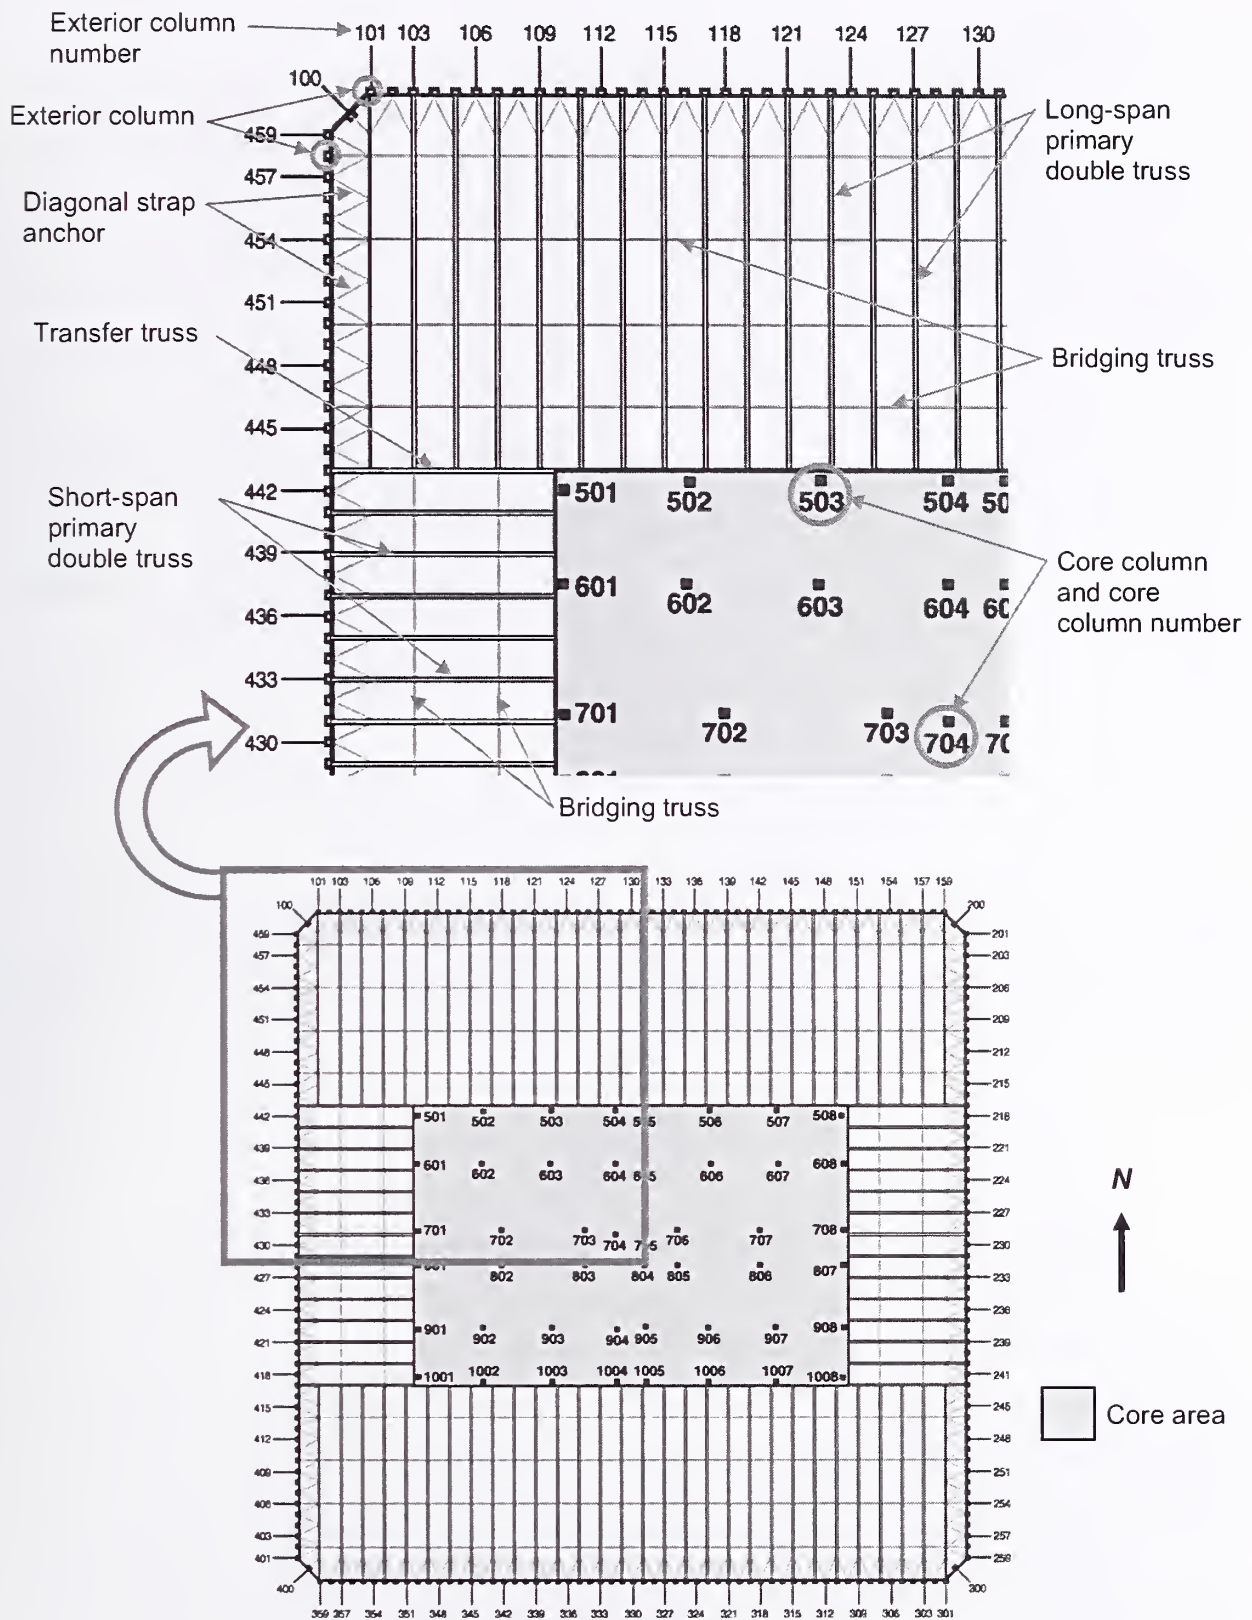 Exterior column
number
101 103 106 109 112 115 118 121 124 127 130
100
Exterior column
459
457
Diagonal strap
anchor
454
451
Transfer truss
448
445
442
Short-span
primary
double truss
439
436
433
430
Long-span
primary
double truss
Bridging truss
501 502 503 504 50
601 602 603 604 60
Core column
and core
column number
701 702 703 704 70
Bridging truss
101 103 106 109 112 115 118 121 124 127 130 133 136 139 142 145 148 151 154 157 159
100 200
459 201
457 203
454 206
451 209
448 212
445 215
442 501 502 503 504 506 507 508 218
439 221
436 601 602 603 604 606 607 608 224
433 227
430 701 702 703 704 706 707 708 230
427 802 803 804 805 806 807 233
424 236
421 901 902 903 904 905 906 907 908 239
418 1001 1002 1003 1004 1005 1006 1007 1008 241
415 245
412 248
409 251
406 254
403 257
401 259
400 300
359 357 354 351 348 345 342 339 336 333 330 327 324 321 318 315 312 309 306 303 301
N
Core area